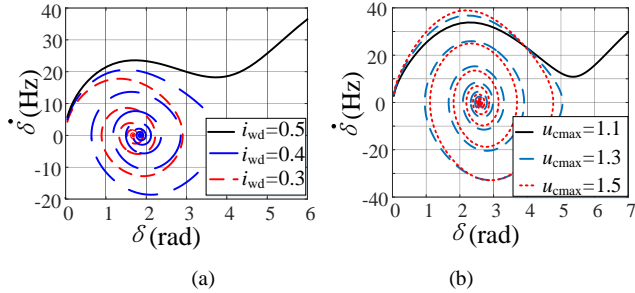 40
30
20
10
0
-10
-20
0 1 2 3 4 5 6
δ̇ (Hz)
δ (rad)
i_wd=0.5
i_wd=0.4
i_wd=0.3
(a)
40
20
0
-20
-40
0 1 2 3 4 5 6 7
δ̇ (Hz)
δ (rad)
u_cmax=1.1
u_cmax=1.3
u_cmax=1.5
(b)